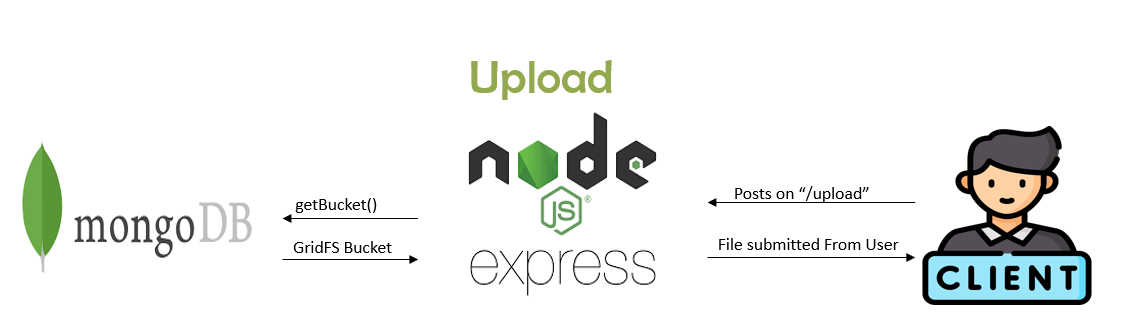 Upload
node
JS®
express
mongoDB
getBucket()
GridFS Bucket
Posts on “/upload”
File submitted From User
CLIENT